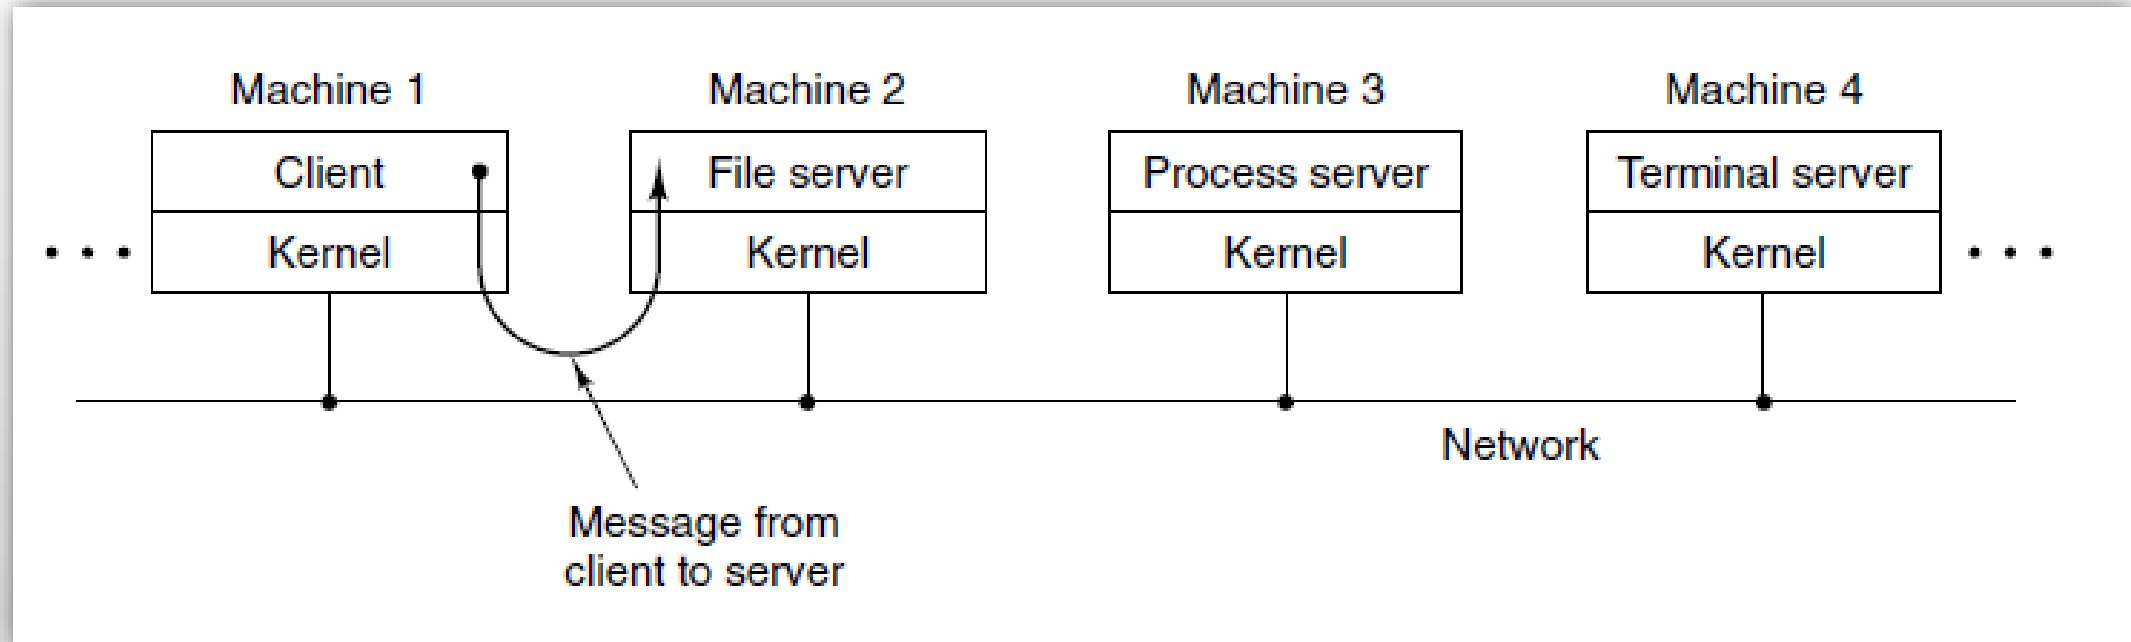 Machine 1
Machine 2
Machine 3
Machine 4
Client
File server
Process server
Terminal server
. . .
Kernel
Kernel
Kernel
Kernel
. . .
Network
Message from
client to server